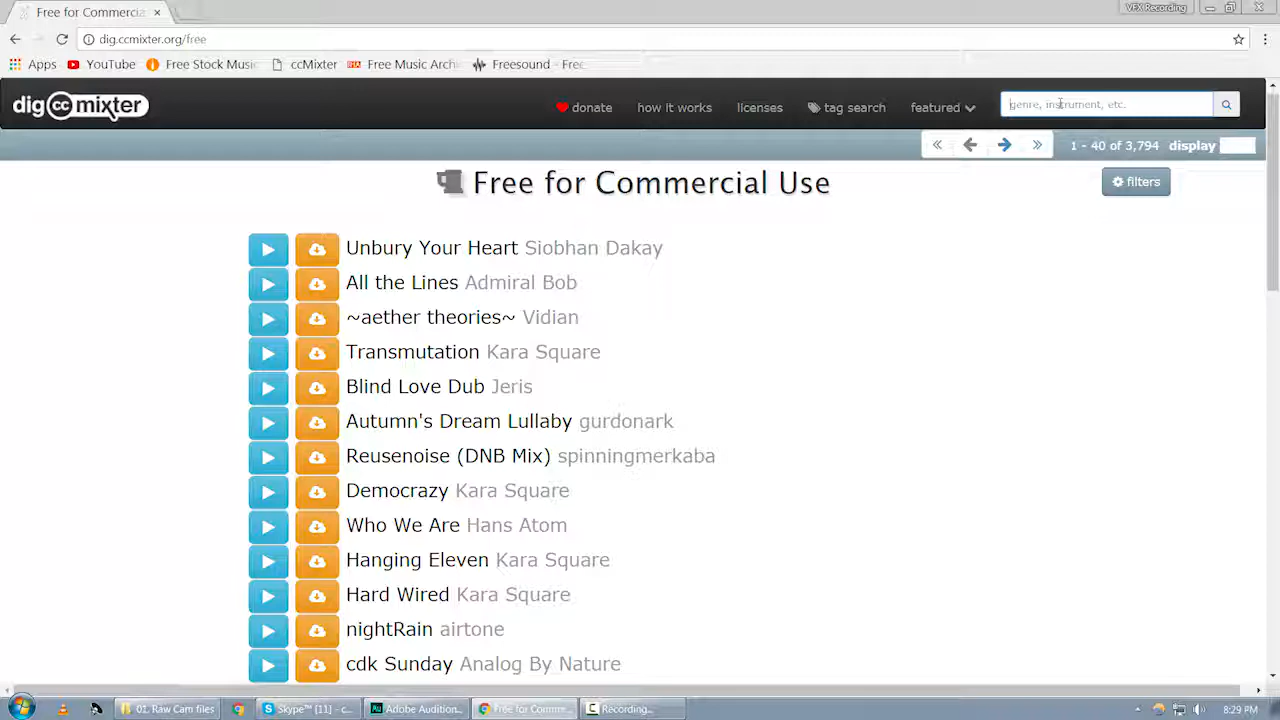 Free for Commercial Us
VFX Recording
dig.ccmixter.org/free
Apps YouTube Free Stock Music ccMixter Free Music Archi Freesound - Free
dig cc mixter
donate how it works licenses tag search featured genre, instrument, etc.
1 - 40 of 3,794 display
Free for Commercial Use
filters
Unbury Your Heart Siobhan Dakay
All the Lines Admiral Bob
~aether theories~ Vidian
Transmutation Kara Square
Blind Love Dub Jeris
Autumn's Dream Lullaby gurdonark
Reusenoise (DNB Mix) spinningmerkaba
Democrazy Kara Square
Who We Are Hans Atom
Hanging Eleven Kara Square
Hard Wired Kara Square
nightRain airtone
cdk Sunday Analog By Nature
01. Raw Cam files Skype™ [11] - c... Adobe Audition... Free for Comme... Recording... 8:29 PM